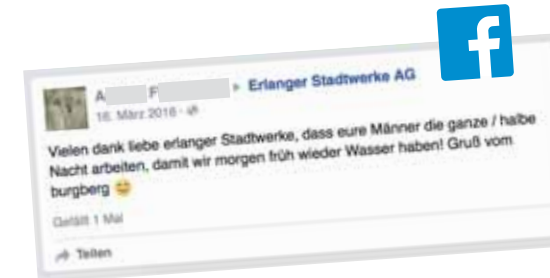 f
A F ▸ Erlanger Stadtwerke AG
16. März 2016 ·
Vielen dank liebe erlanger Stadtwerke, dass eure Männer die ganze / halbe
Nacht arbeiten, damit wir morgen früh wieder Wasser haben! Gruß vom
burgberg 😊
Gefällt 1 Mal
Teilen